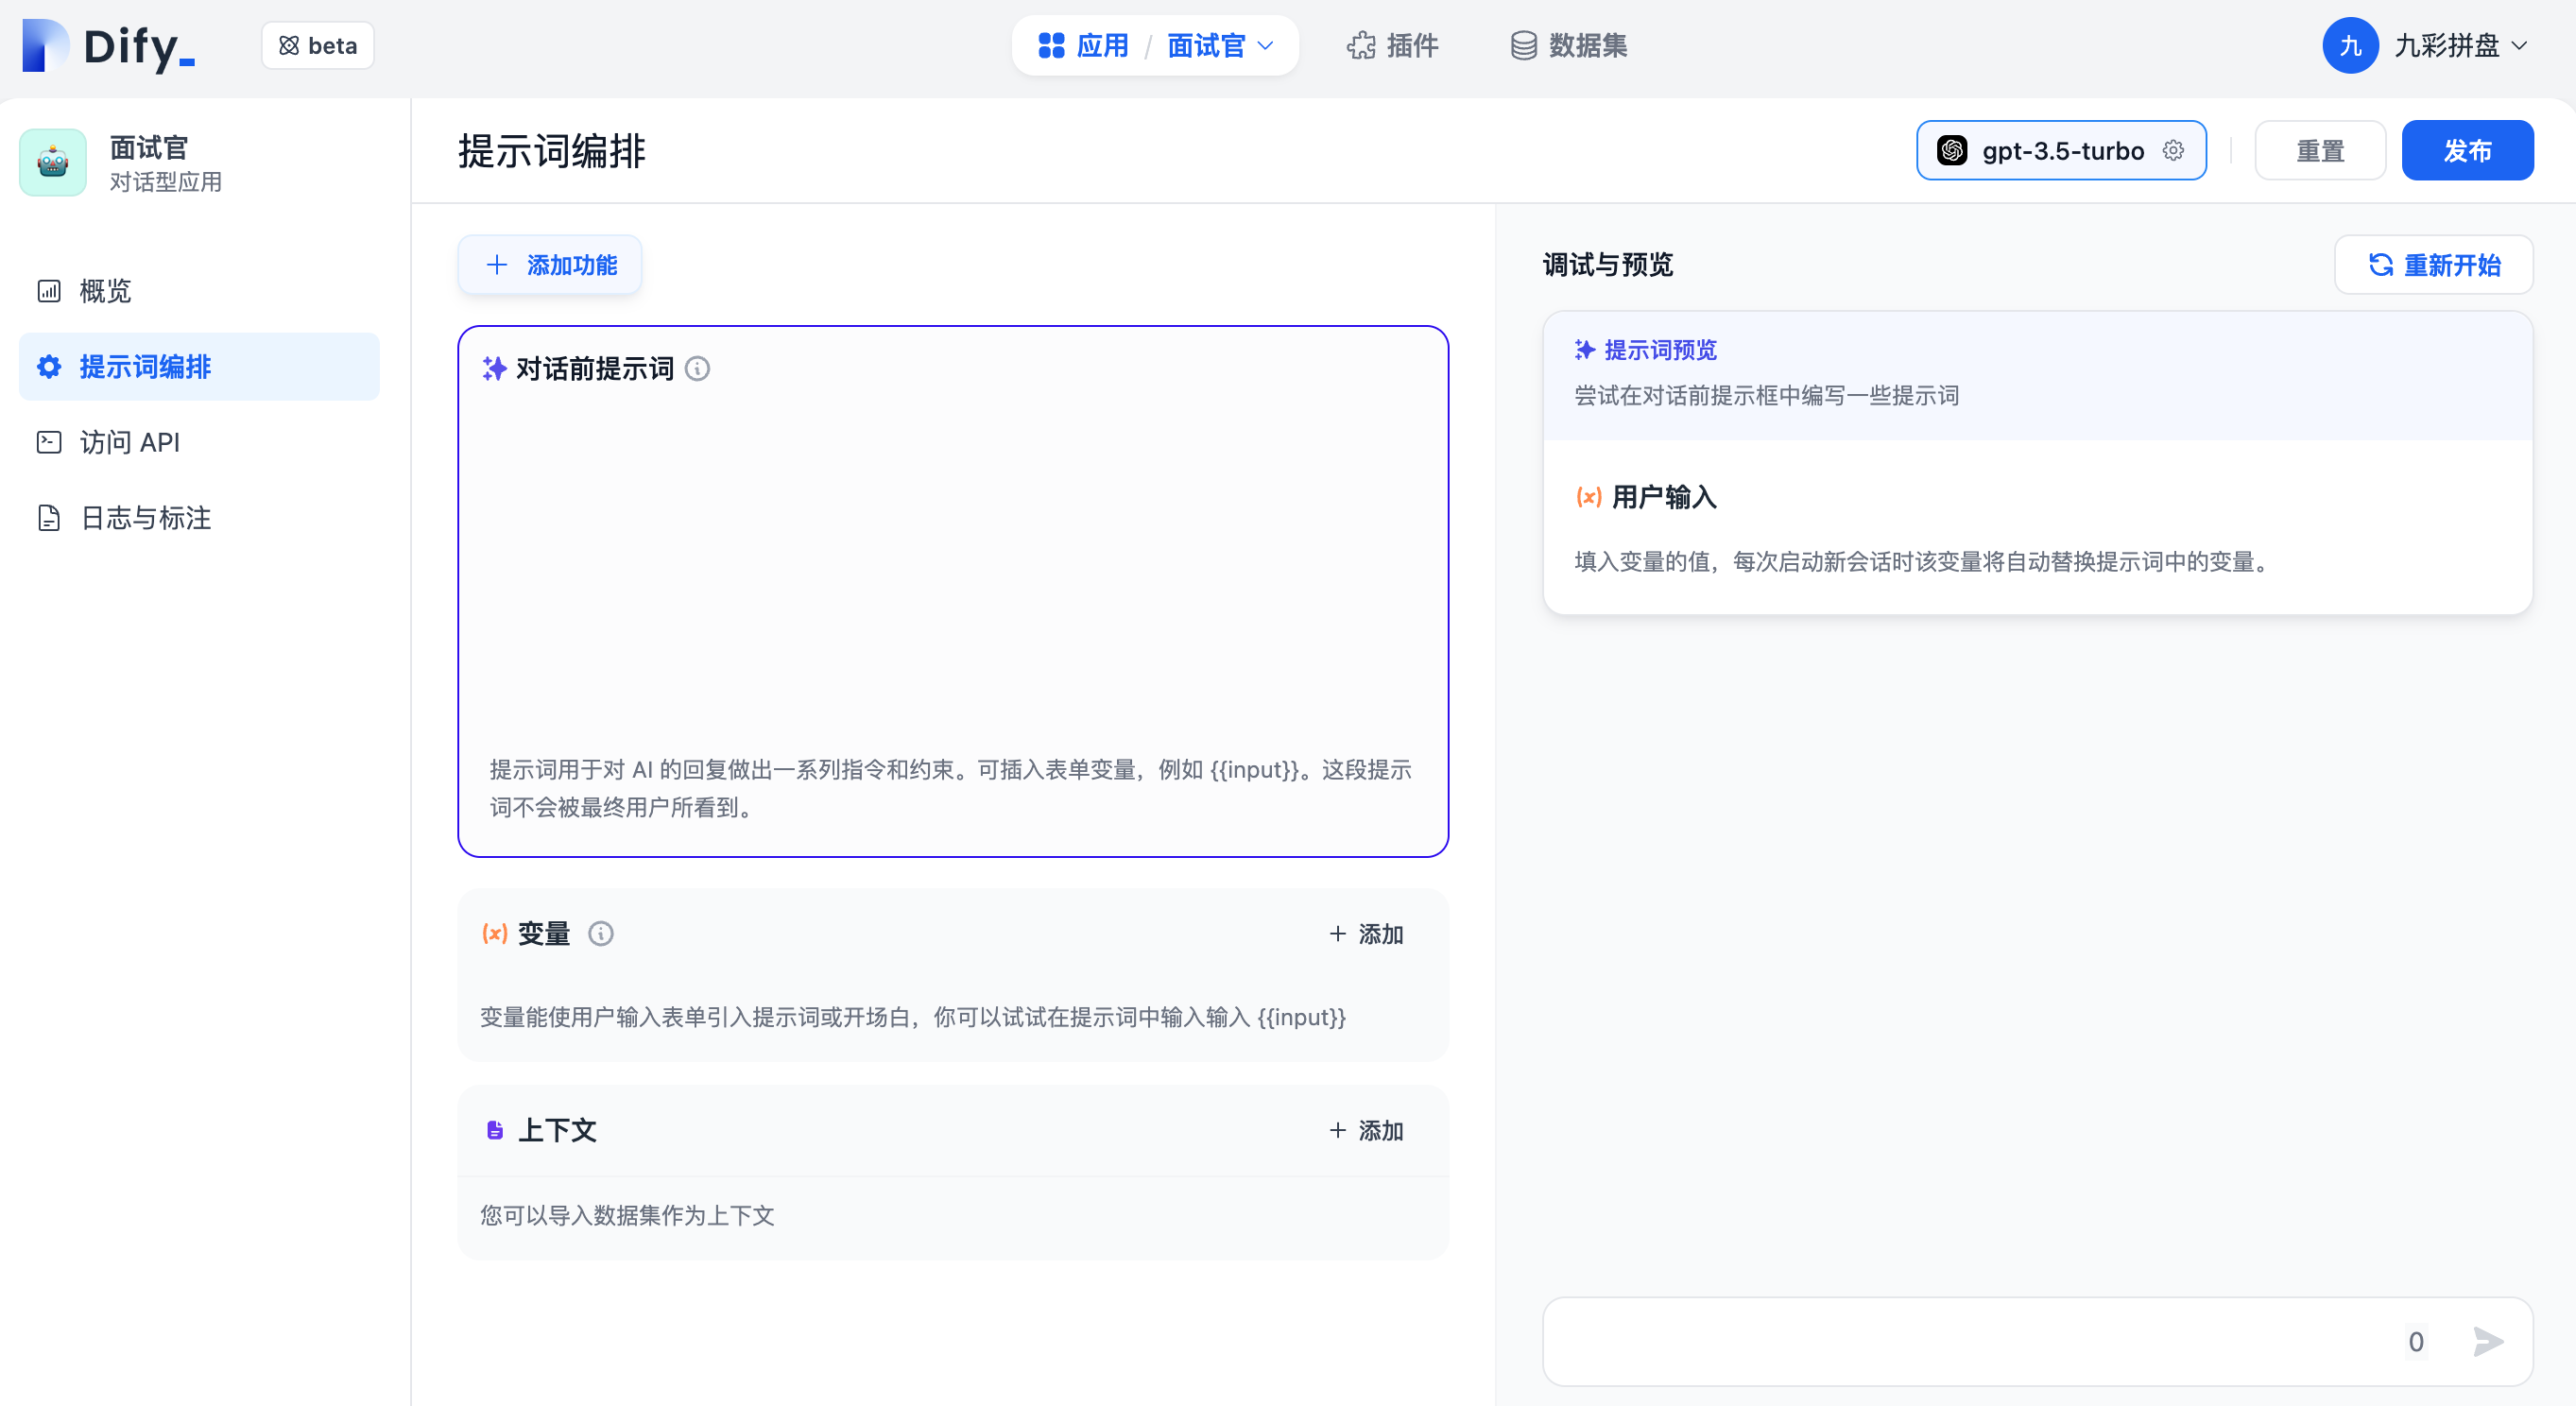 Dify_
beta
应用 / 面试官
插件
数据集
九 九彩拼盘
面试官
对话型应用
概览
提示词编排
访问 API
日志与标注
提示词编排
gpt-3.5-turbo
重置
发布
添加功能
对话前提示词
提示词用于对 AI 的回复做出一系列指令和约束。可插入表单变量，例如 {{input}}。这段提示
词不会被最终用户所看到。
变量
+ 添加
变量能使用户输入表单引入提示词或开场白，你可以试试在提示词中输入输入 {{input}}
上下文
+ 添加
您可以导入数据集作为上下文
调试与预览
重新开始
提示词预览
尝试在对话前提示框中编写一些提示词
(x) 用户输入
填入变量的值，每次启动新会话时该变量将自动替换提示词中的变量。
0